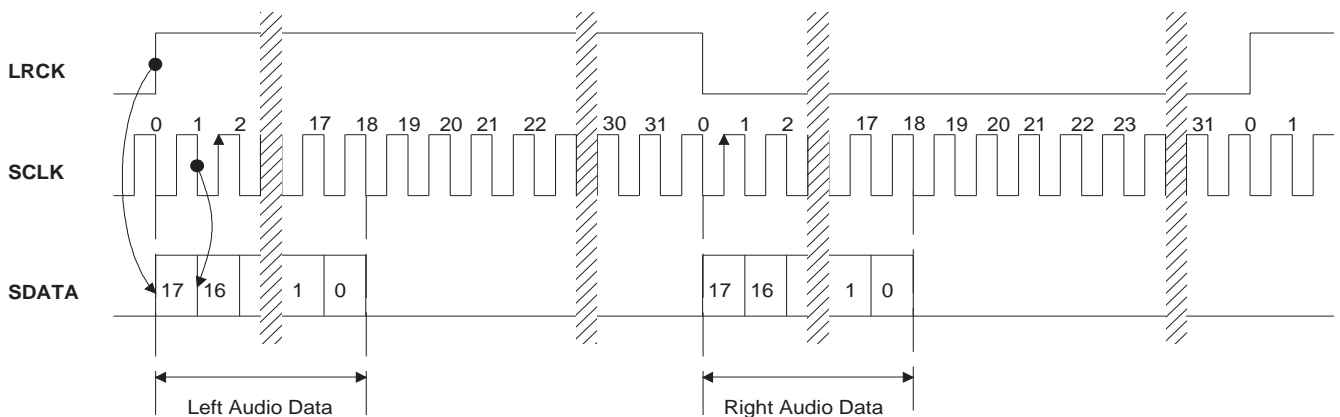 LRCK
0 1 2 17 18 19 20 21 22 30 31 0 1 2 17 18 19 20 21 22 23 31 0 1
SCLK
SDATA
17 16 1 0 17 16 1 0
Left Audio Data Right Audio Data